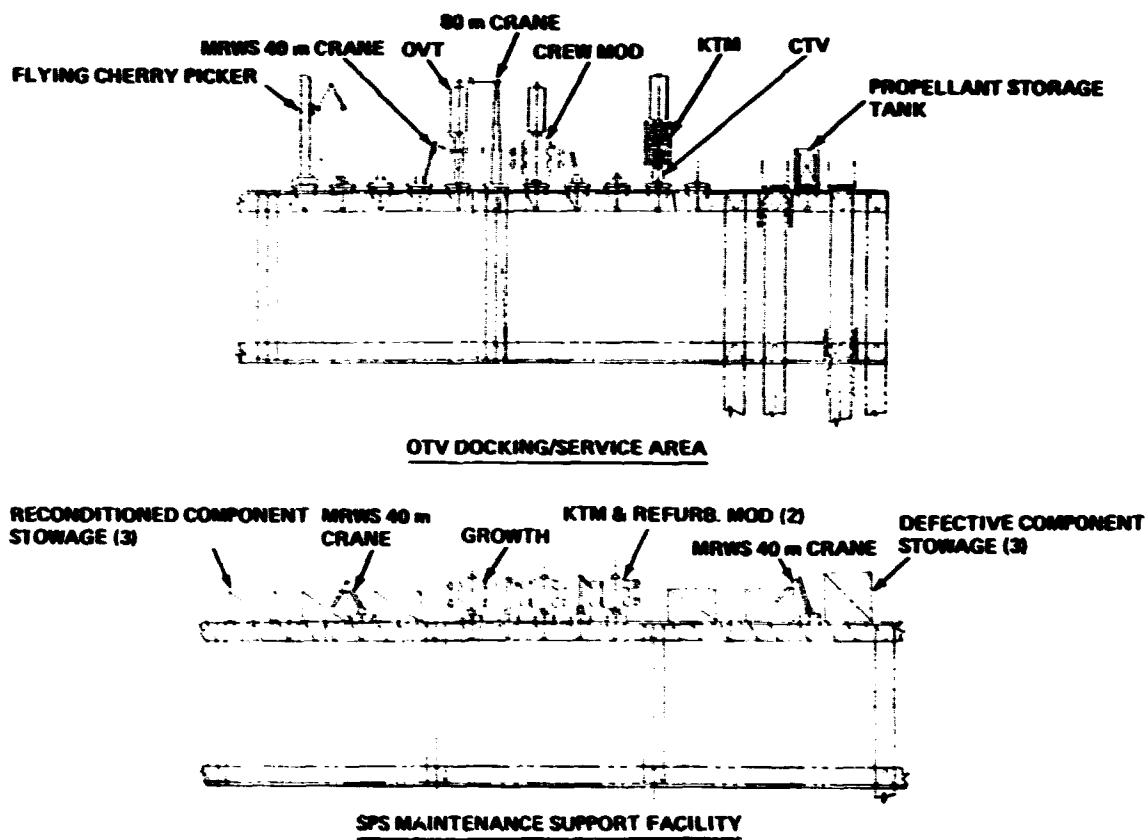 80 m CRANE
MRWS 40 m CRANE
OVT
CREW MOD
KTM
CTV
FLYING CHERRY PICKER
PROPELLANT STORAGE
TANK
OTV DOCKING/SERVICE AREA
RECONDITIONED COMPONENT
STOWAGE (3)
MRWS 40 m
CRANE
GROWTH
KTM & REFURB. MOD (2)
MRWS 40 m CRANE
DEFECTIVE COMPONENT
STOWAGE (3)
SPS MAINTENANCE SUPPORT FACILITY